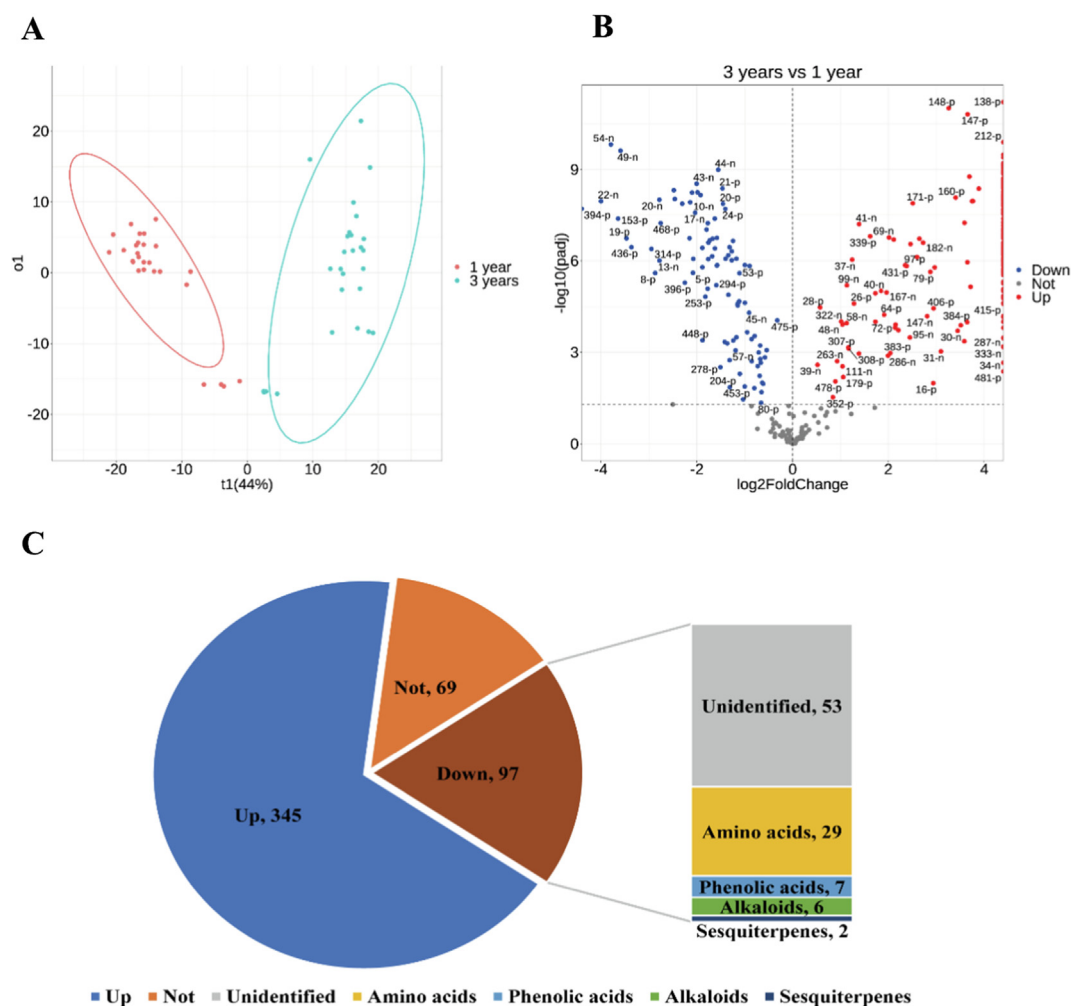 A
20
10
0
-10
-20
o1
-20
-10
0
10
20
t1(44%)
1 year
3 years
B
3 years vs 1 year
148-p
138-p
147-p
212-p
54-n
49-n
44-n
43-n
21-p
22-n
20-n
10-n
20-p
171-p
160-p
394-p
153-p
17-n
24-p
41-n
19-p
468-p
339-p
69-n
436-p
314-p
182-n
13-n
37-n
97-p
8-p
5-p
53-p
99-n
431-p
79-p
396-p
294-p
40-n
253-p
28-p
26-p
167-n
406-p
64-p
45-n
475-p
322-n
58-n
147-n
384-p
415-p
448-p
48-n
72-p
95-n
30-n
307-p
383-p
287-n
57-n
263-n
308-p
286-n
31-n
333-n
278-p
39-n
111-n
34-n
204-p
478-p
179-p
16-p
481-p
453-p
352-p
80-p
9
6
3
0
-log10(padj)
-4
-2
0
2
4
log2FoldChange
Down
Not
Up
C
Not, 69
Up, 345
Down, 97
Unidentified, 53
Amino acids, 29
Phenolic acids, 7
Alkaloids, 6
Sesquiterpenes, 2
Up Not Unidentified Amino acids Phenolic acids Alkaloids Sesquiterpenes